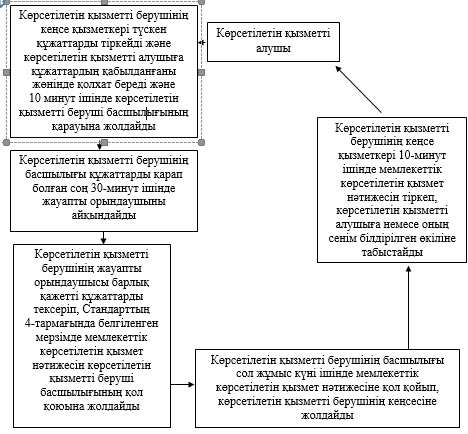 Көрсетілетін қызметті берушінің
кеңсе қызметкері түскен
құжаттарды тіркейді және
көрсетілетін қызметті алушыға
құжаттардың қабылданғаны
жөнінде қолхат береді және
10 минут ішінде көрсетілетін
қызметті беруші басшылығының
қарауына жолдайды
Көрсетілетін қызметті
алушы
Көрсетілетін қызметті берушінің
басшылығы құжаттарды қарап
болған соң 30-минут ішінде
жауапты орындаушыны
айқындайды
Көрсетілетін қызметті
берушінің жауапты
орындаушысы барлық
қажетті құжаттарды
тексеріп, Стандарттың
4-тармағында белгіленген
мерзімде мемлекеттік
көрсетілетін қызмет
нәтижесін көрсетілетін
қызметті беруші
басшылығының қол
қоюына жолдайды
Көрсетілетін қызметті берушінің басшылығы
сол жұмыс күні ішінде мемлекеттік
көрсетілетін қызмет нәтижесіне қол қойып,
көрсетілетін қызметті берушінің кеңсесіне
жолдайды
Көрсетілетін қызметті
берушінің кеңсе
қызметкері 10-минут
ішінде мемлекеттік
көрсетілетін қызмет
нәтижесін тіркеп,
көрсетілетін қызметті
алушыға немесе оның
сенім білдірілген өкіліне
табыстайды